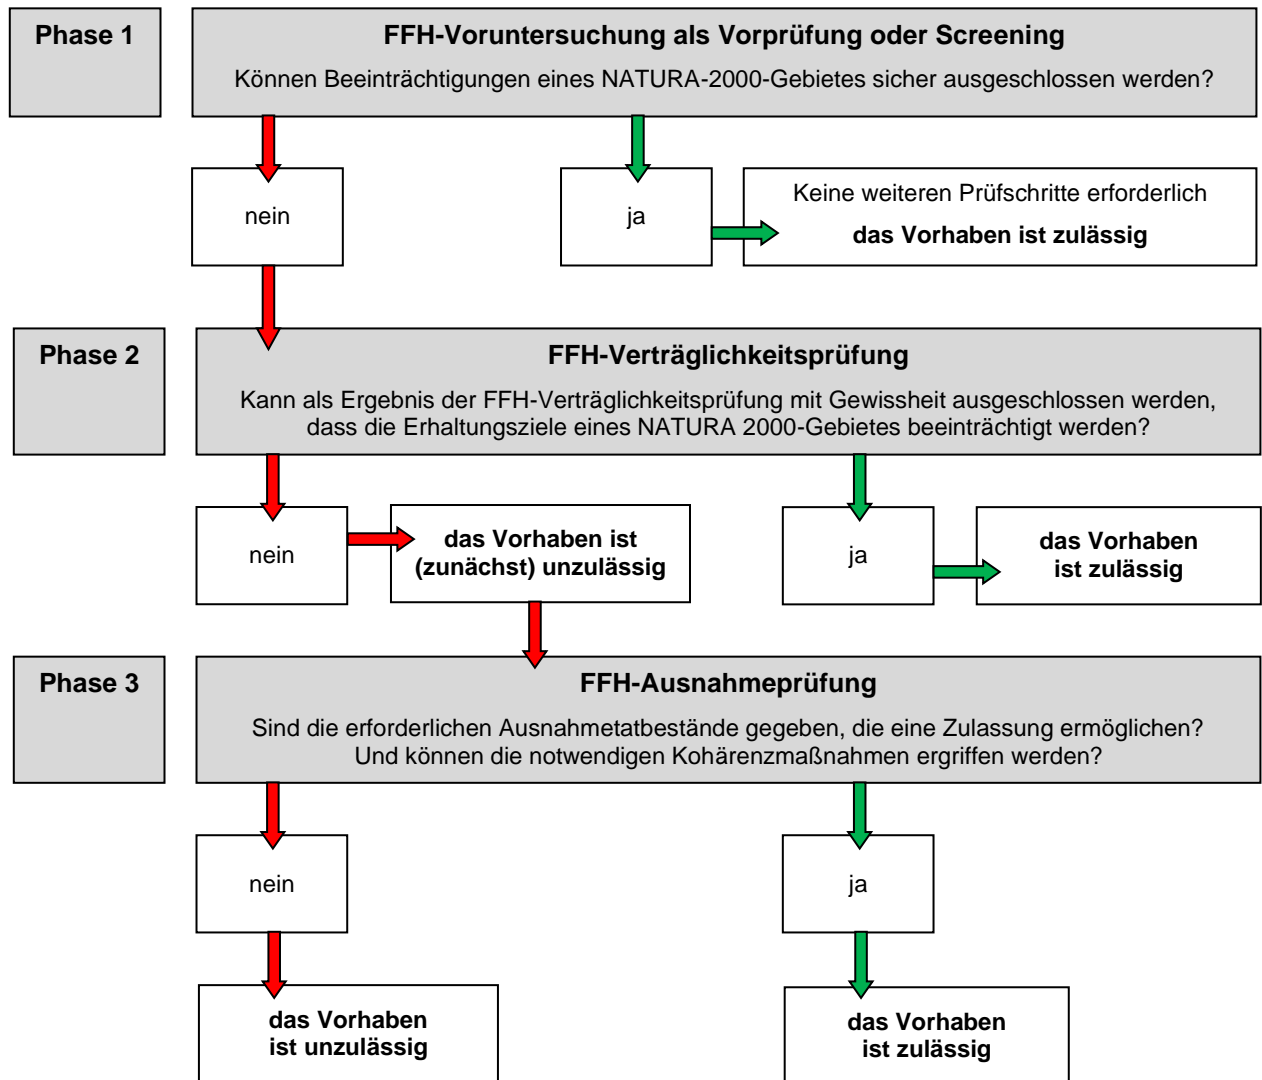 Phase 1
FFH-Voruntersuchung als Vorprüfung oder Screening
Können Beeinträchtigungen eines NATURA-2000-Gebietes sicher ausgeschlossen werden?
nein
ja
Keine weiteren Prüfschritte erforderlich
das Vorhaben ist zulässig
Phase 2
FFH-Verträglichkeitsprüfung
Kann als Ergebnis der FFH-Verträglichkeitsprüfung mit Gewissheit ausgeschlossen werden,
dass die Erhaltungsziele eines NATURA 2000-Gebietes beeinträchtigt werden?
nein
das Vorhaben ist
(zunächst) unzulässig
ja
das Vorhaben
ist zulässig
Phase 3
FFH-Ausnahmeprüfung
Sind die erforderlichen Ausnahmetatbestände gegeben, die eine Zulassung ermöglichen?
Und können die notwendigen Kohärenzmaßnahmen ergriffen werden?
nein
ja
das Vorhaben
ist unzulässig
das Vorhaben
ist zulässig